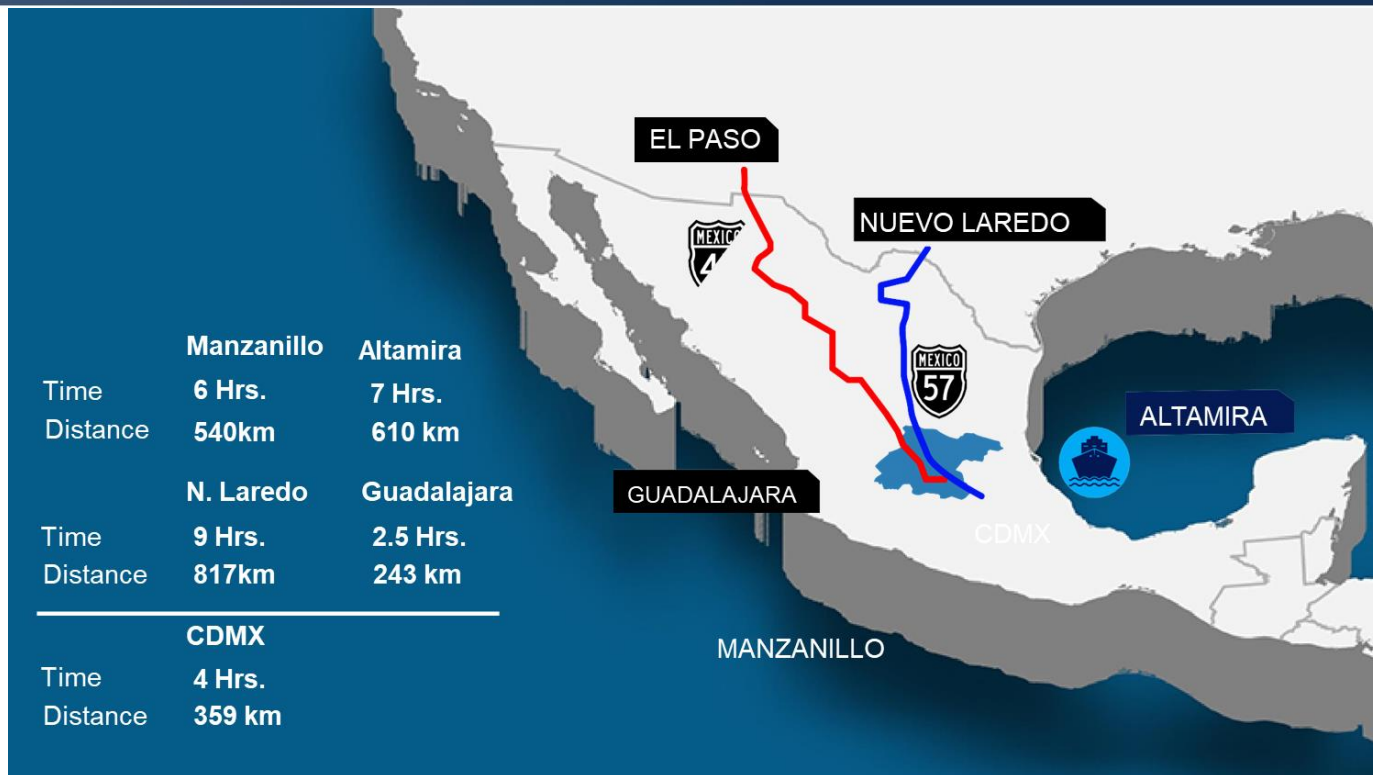 EL PASO
MEXICO
4
NUEVO LAREDO
MEXICO
57
ALTAMIRA
GUADALAJARA
CDMX
MANZANILLO
Manzanillo Altamira
Time 6 Hrs. 7 Hrs.
Distance 540km 610 km
N. Laredo Guadalajara
Time 9 Hrs. 2.5 Hrs.
Distance 817km 243 km
CDMX
Time 4 Hrs.
Distance 359 km